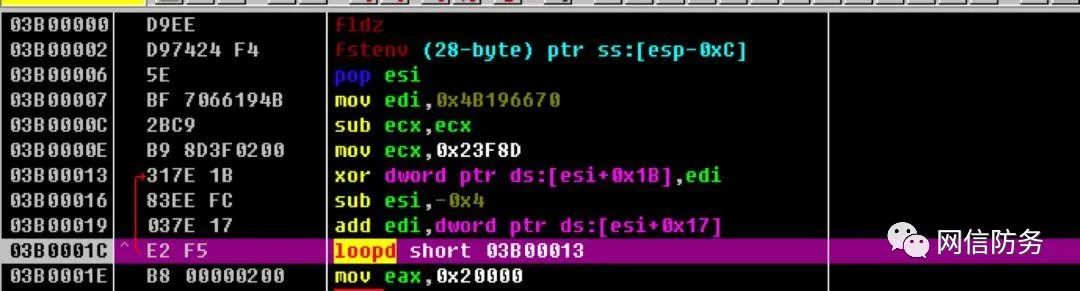 03B00000 D9EE fldz
03B00002 D97424 F4 fstenv (28-byte) ptr ss:[esp-0xC]
03B00006 5E pop esi
03B00007 BF 7066194B mov edi,0x4B196670
03B0000C 2BC9 sub ecx,ecx
03B0000E B9 8D3F0200 mov ecx,0x23F8D
03B00013 317E 1B xor dword ptr ds:[esi+0x1B],edi
03B00016 83EE FC sub esi,-0x4
03B00019 037E 17 add edi,dword ptr ds:[esi+0x17]
03B0001C ^ E2 F5 loopd short 03B00013
03B0001E B8 00000200 mov eax,0x20000
网信防务